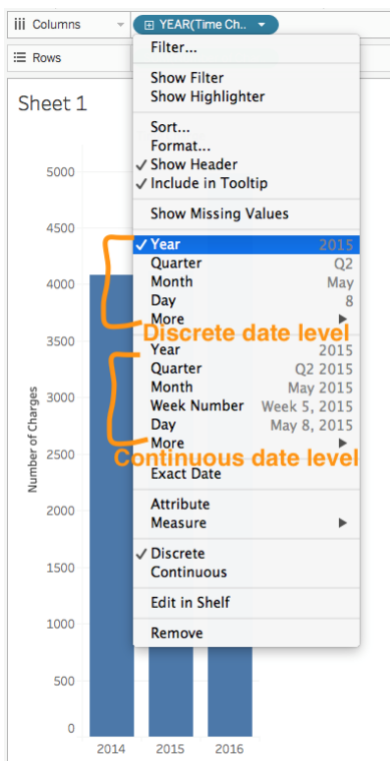 Columns
YEAR(Time Ch..
Rows
Sheet 1
Filter...
Show Filter
Show Highlighter
Sort...
Format...
Show Header
Include in Tooltip
Show Missing Values
Year 2015
Quarter Q2
Month May
Day 8
More
Discrete date level
Year 2015
Quarter Q2 2015
Month May 2015
Week Number Week 5, 2015
Day May 8, 2015
More
Continuous date level
Exact Date
Attribute
Measure
Discrete
Continuous
Edit in Shelf
Remove
Number of Charges
5000
4500
4000
3500
3000
2500
2000
1500
1000
500
0
2014 2015 2016